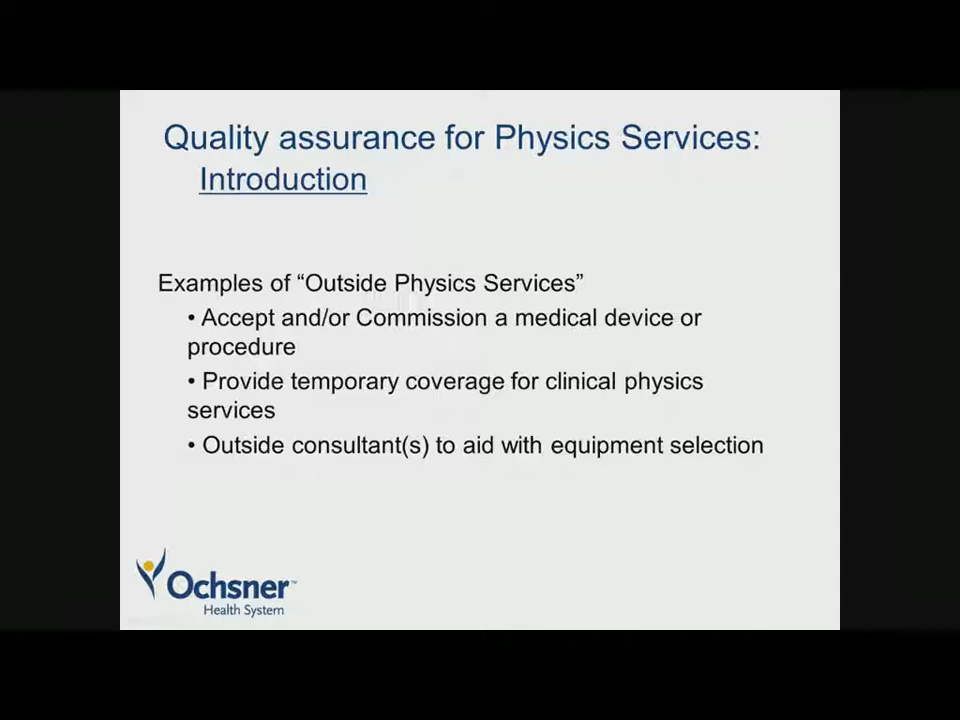 Quality assurance for Physics Services:
Introduction
Examples of “Outside Physics Services”
• Accept and/or Commission a medical device or
procedure
• Provide temporary coverage for clinical physics
services
• Outside consultant(s) to aid with equipment selection
Ochsner™
Health System